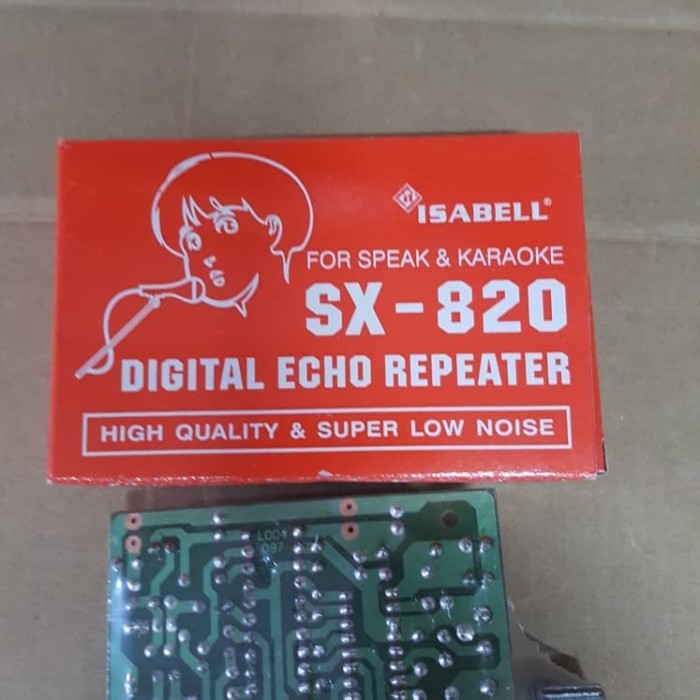 ISABELL®
FOR SPEAK & KARAOKE
SX-820
DIGITAL ECHO REPEATER
HIGH QUALITY & SUPER LOW NOISE